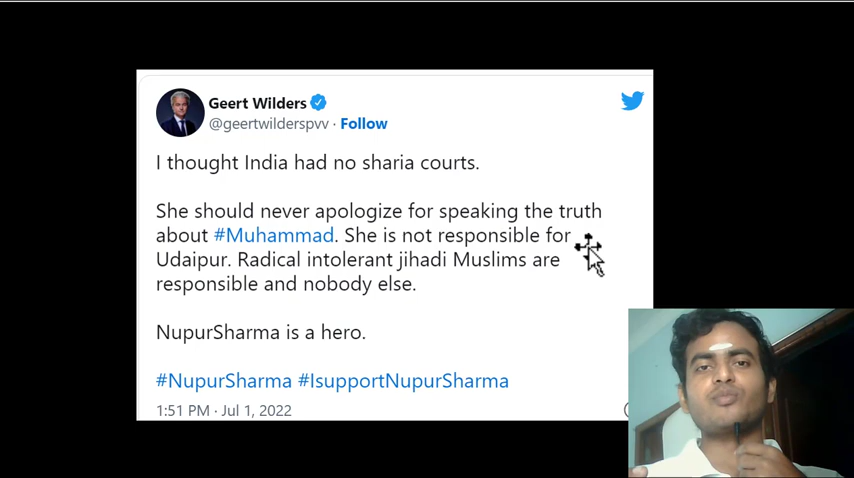 Geert Wilders
@geertwilderspvv · Follow
I thought India had no sharia courts.
She should never apologize for speaking the truth
about #Muhammad. She is not responsible for
Udaipur. Radical intolerant jihadi Muslims are
responsible and nobody else.
NupurSharma is a hero.
#NupurSharma #IsupportNupurSharma
1:51 PM · Jul 1, 2022